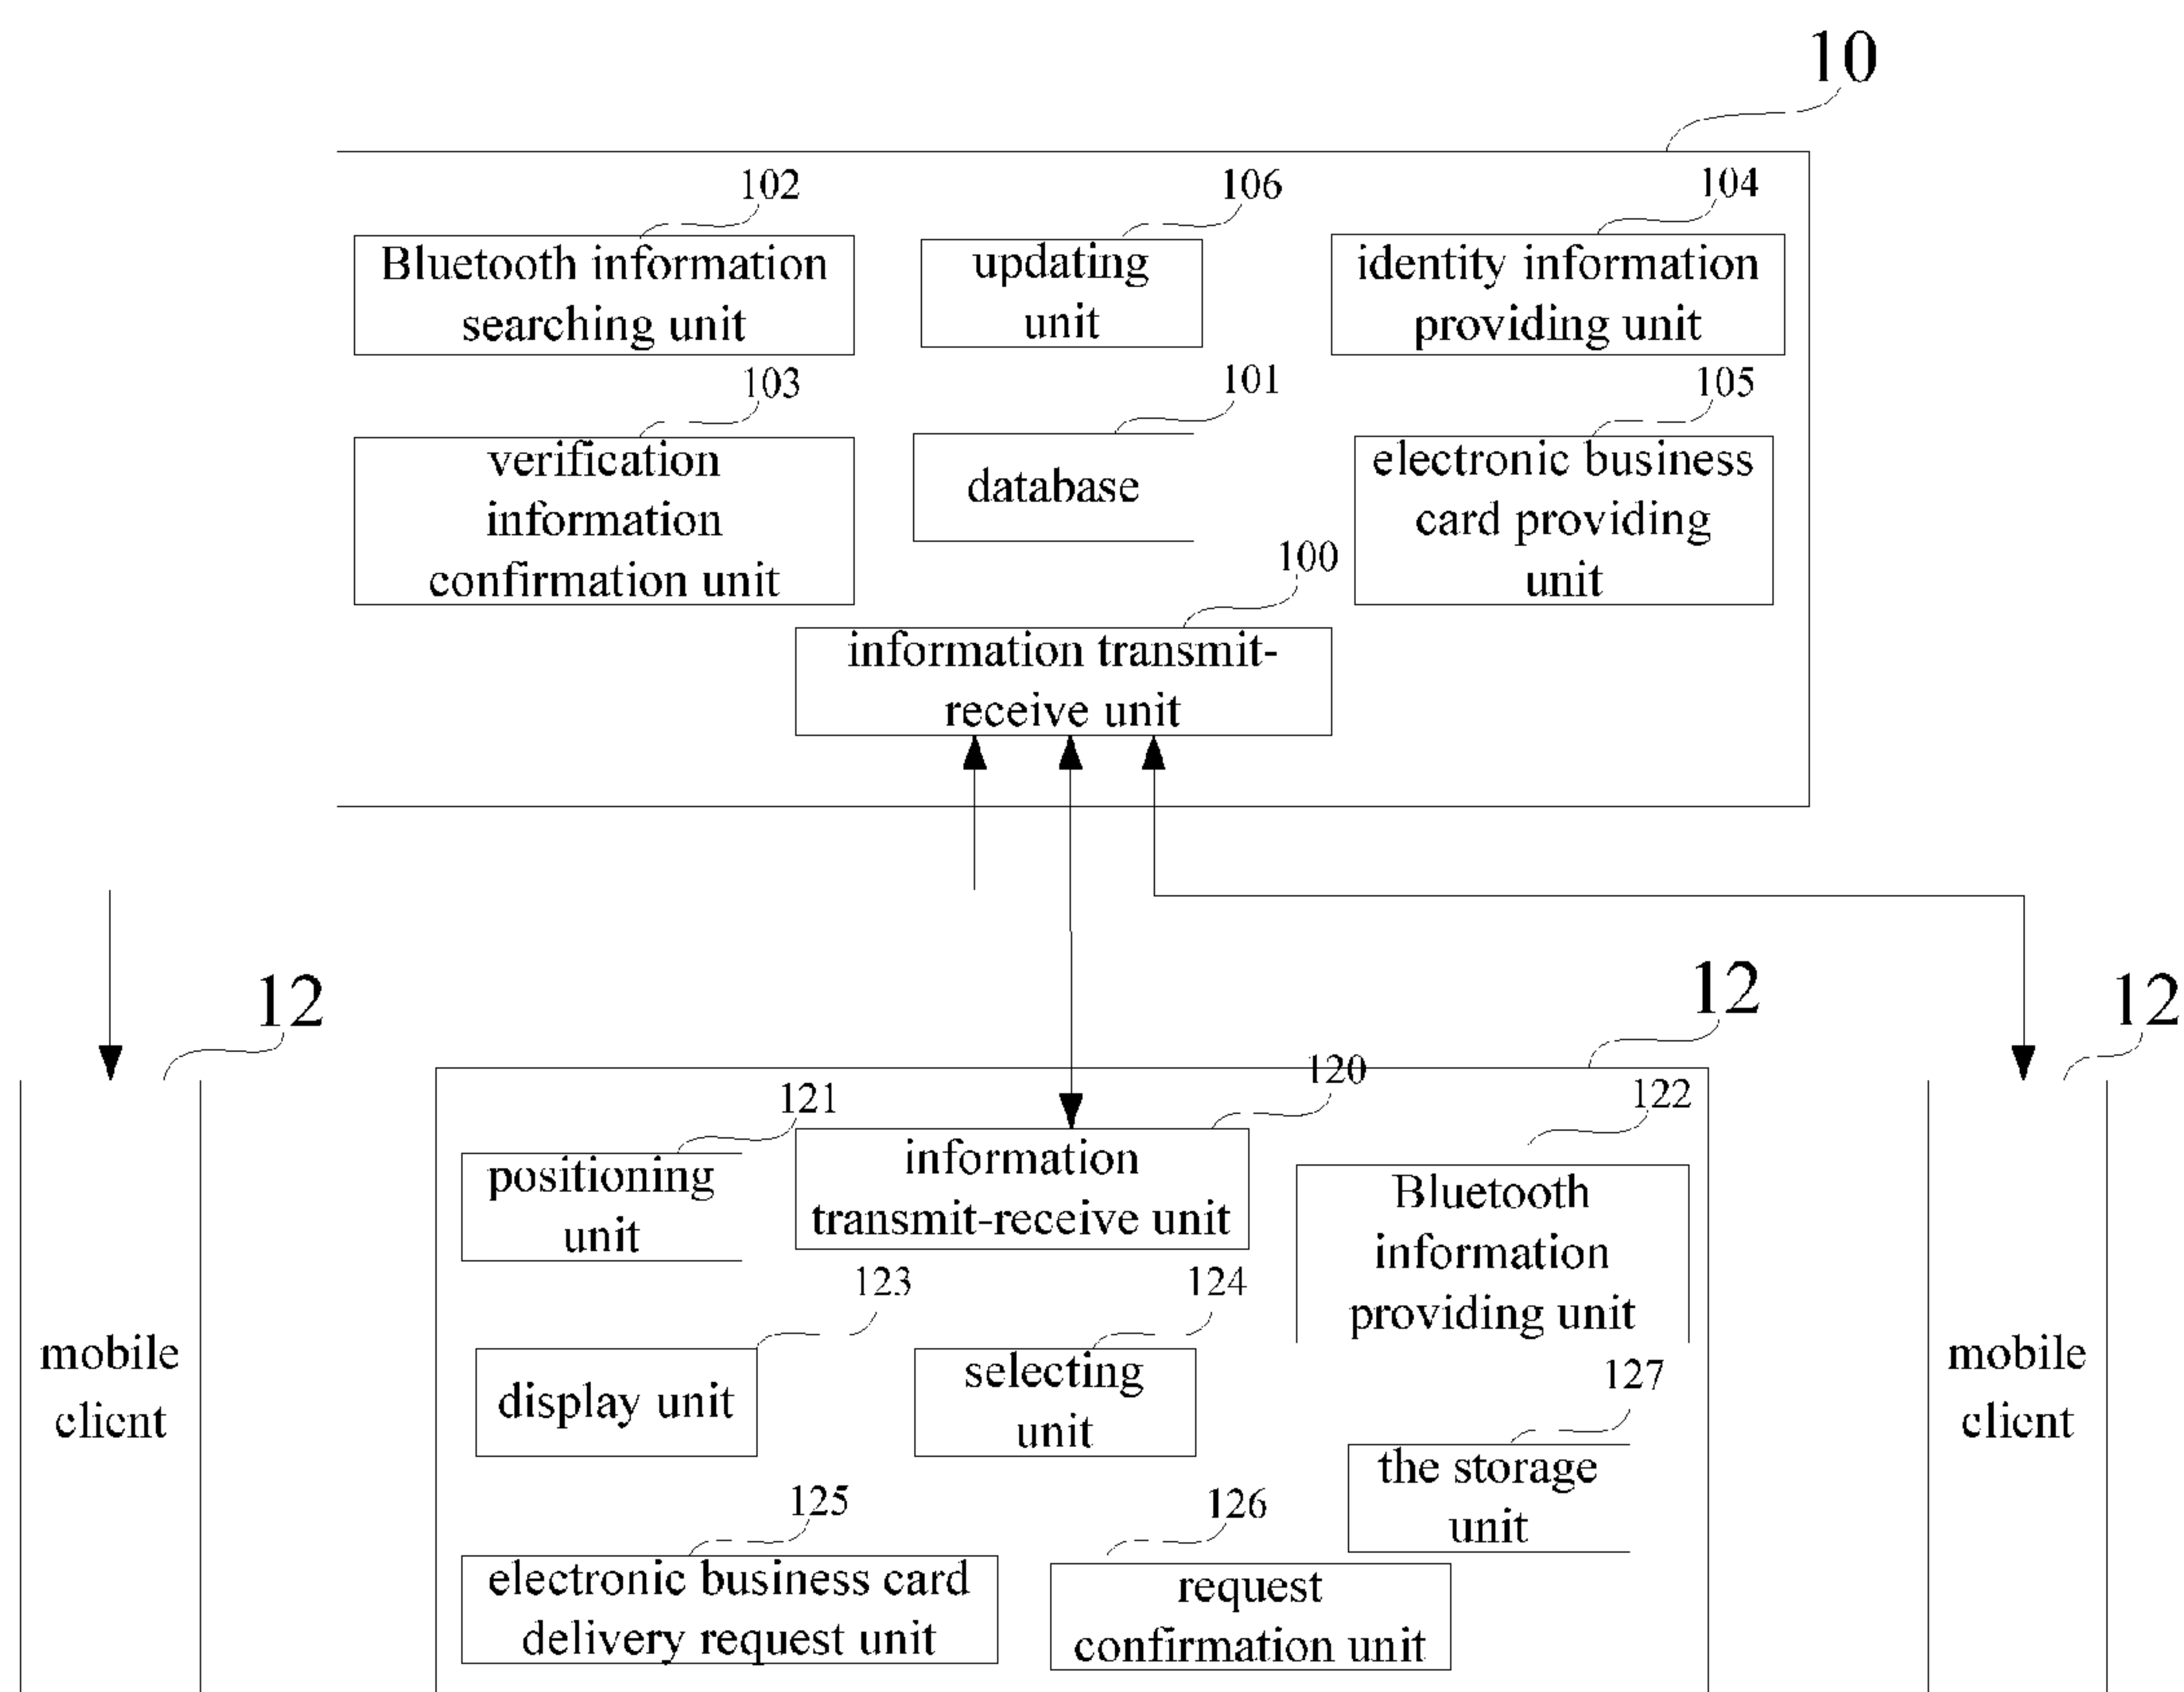 10
102
106
104
Bluetooth information
searching unit
updating
unit
identity information
providing unit
103
101
105
verification
information
confirmation unit
database
electronic business
card providing
unit
100
information transmit-
receive unit
12
12
12
120
121
122
positioning
unit
information
transmit-receive unit
Bluetooth
information
providing unit
123
124
mobile
client
display unit
selecting
unit
127
mobile
client
the storage
unit
125
126
electronic business card
delivery request unit
request
confirmation unit